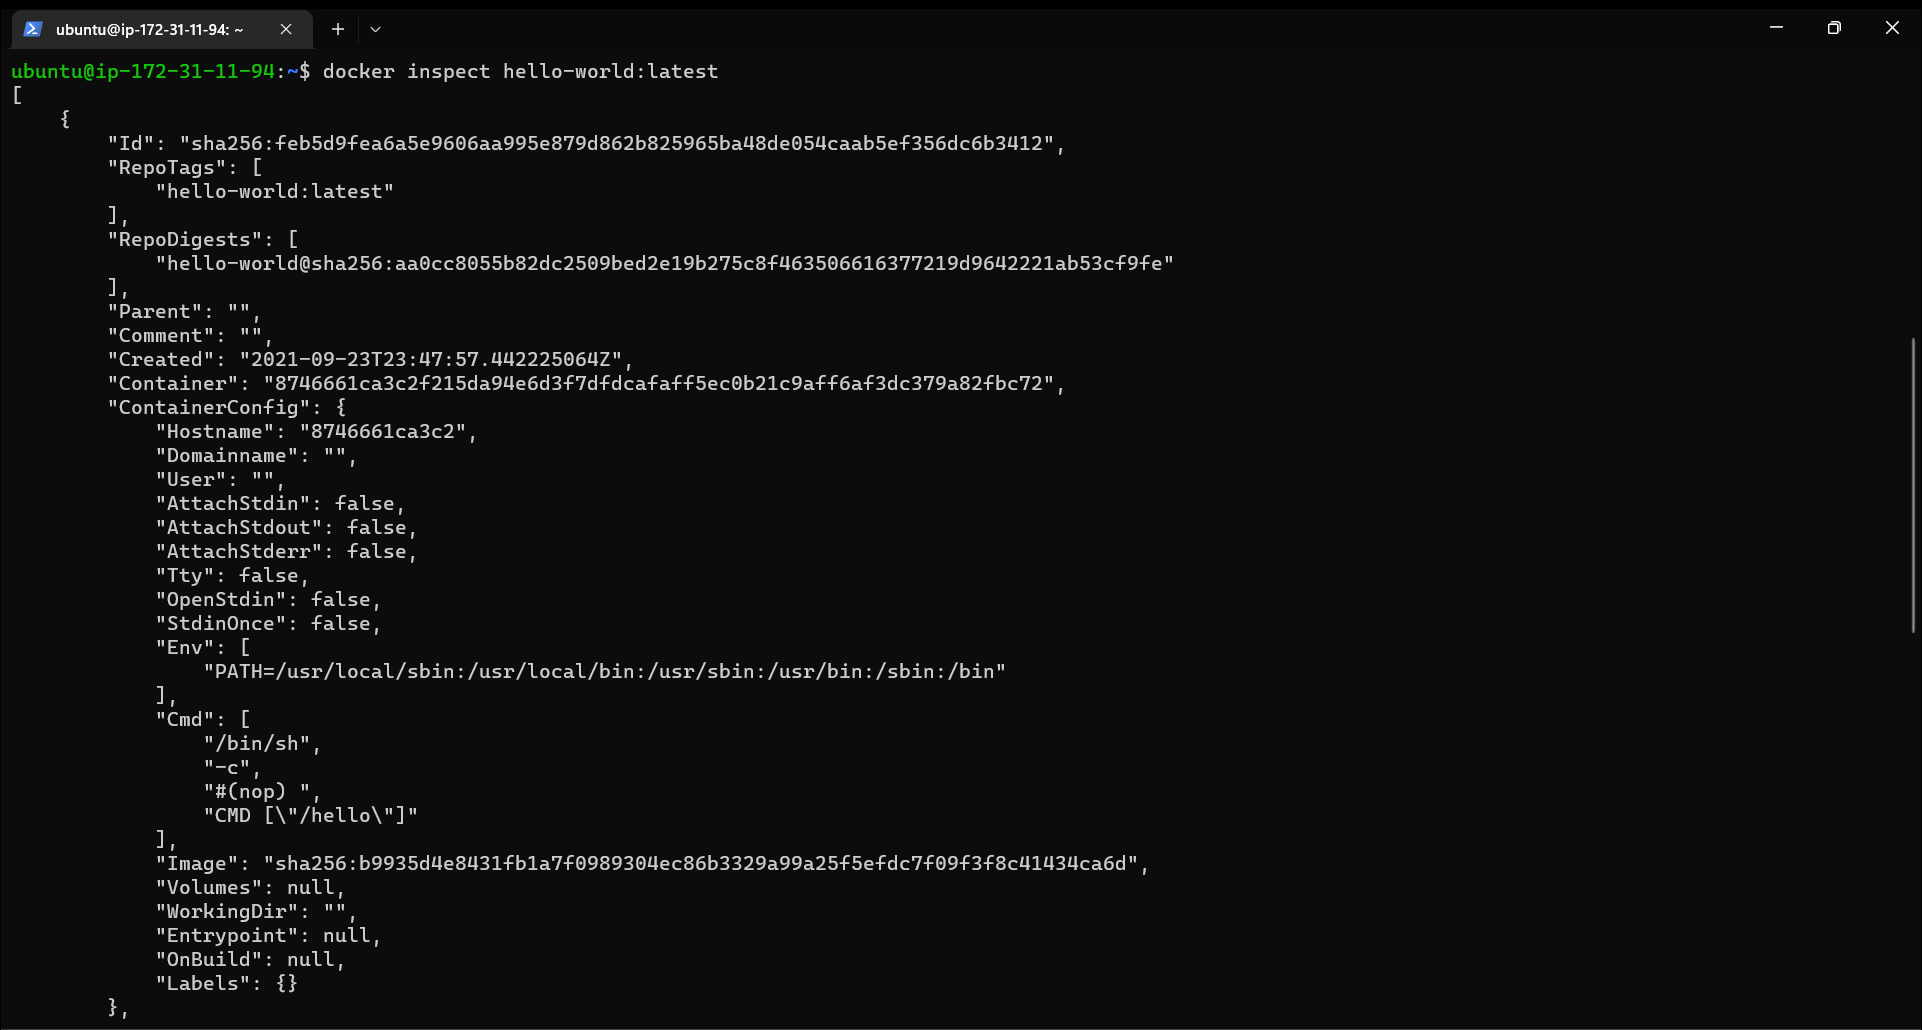 ubuntu@ip-172-31-11-94: ~
ubuntu@ip-172-31-11-94:~$ docker inspect hello-world:latest
[
    {
        "Id": "sha256:feb5d9fea6a5e9606aa995e879d862b825965ba48de054caab5ef356dc6b3412",
        "RepoTags": [
            "hello-world:latest"
        ],
        "RepoDigests": [
            "hello-world@sha256:aa0cc8055b82dc2509bed2e19b275c8f463506616377219d9642221ab53cf9fe"
        ],
        "Parent": "",
        "Comment": "",
        "Created": "2021-09-23T23:47:57.442225064Z",
        "Container": "8746661ca3c2f215da94e6d3f7dfdcafaff5ec0b21c9aff6af3dc379a82fbc72",
        "ContainerConfig": {
            "Hostname": "8746661ca3c2",
            "Domainname": "",
            "User": "",
            "AttachStdin": false,
            "AttachStdout": false,
            "AttachStderr": false,
            "Tty": false,
            "OpenStdin": false,
            "StdinOnce": false,
            "Env": [
                "PATH=/usr/local/sbin:/usr/local/bin:/usr/sbin:/usr/bin:/sbin:/bin"
            ],
            "Cmd": [
                "/bin/sh",
                "-c",
                "#(nop) ",
                "CMD [\"/hello\"]"
            ],
            "Image": "sha256:b9935d4e8431fb1a7f0989304ec86b3329a99a25f5efdc7f09f3f8c41434ca6d",
            "Volumes": null,
            "WorkingDir": "",
            "Entrypoint": null,
            "OnBuild": null,
            "Labels": {}
        },